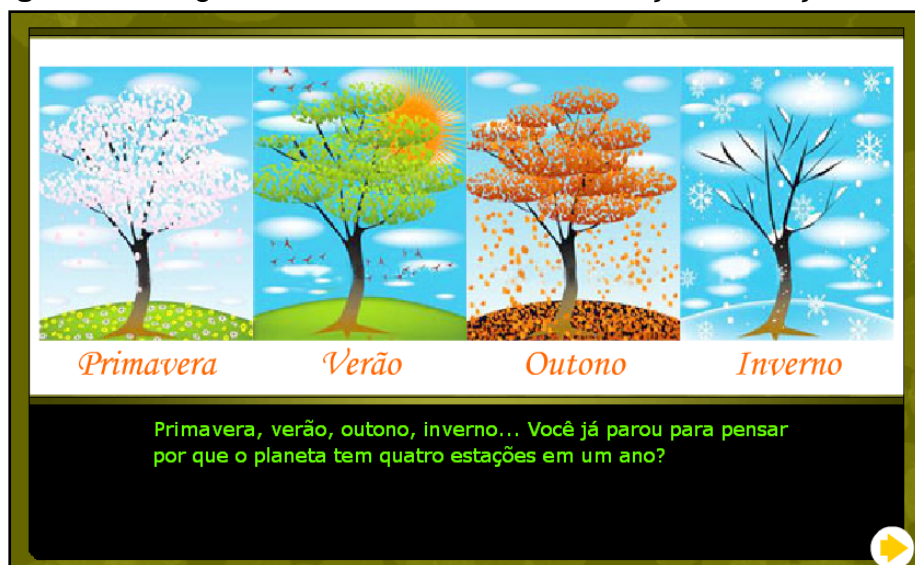 Primavera
Verão
Outono
Inverno
Primavera, verão, outono, inverno... Você já parou para pensar
por que o planeta tem quatro estações em um ano?